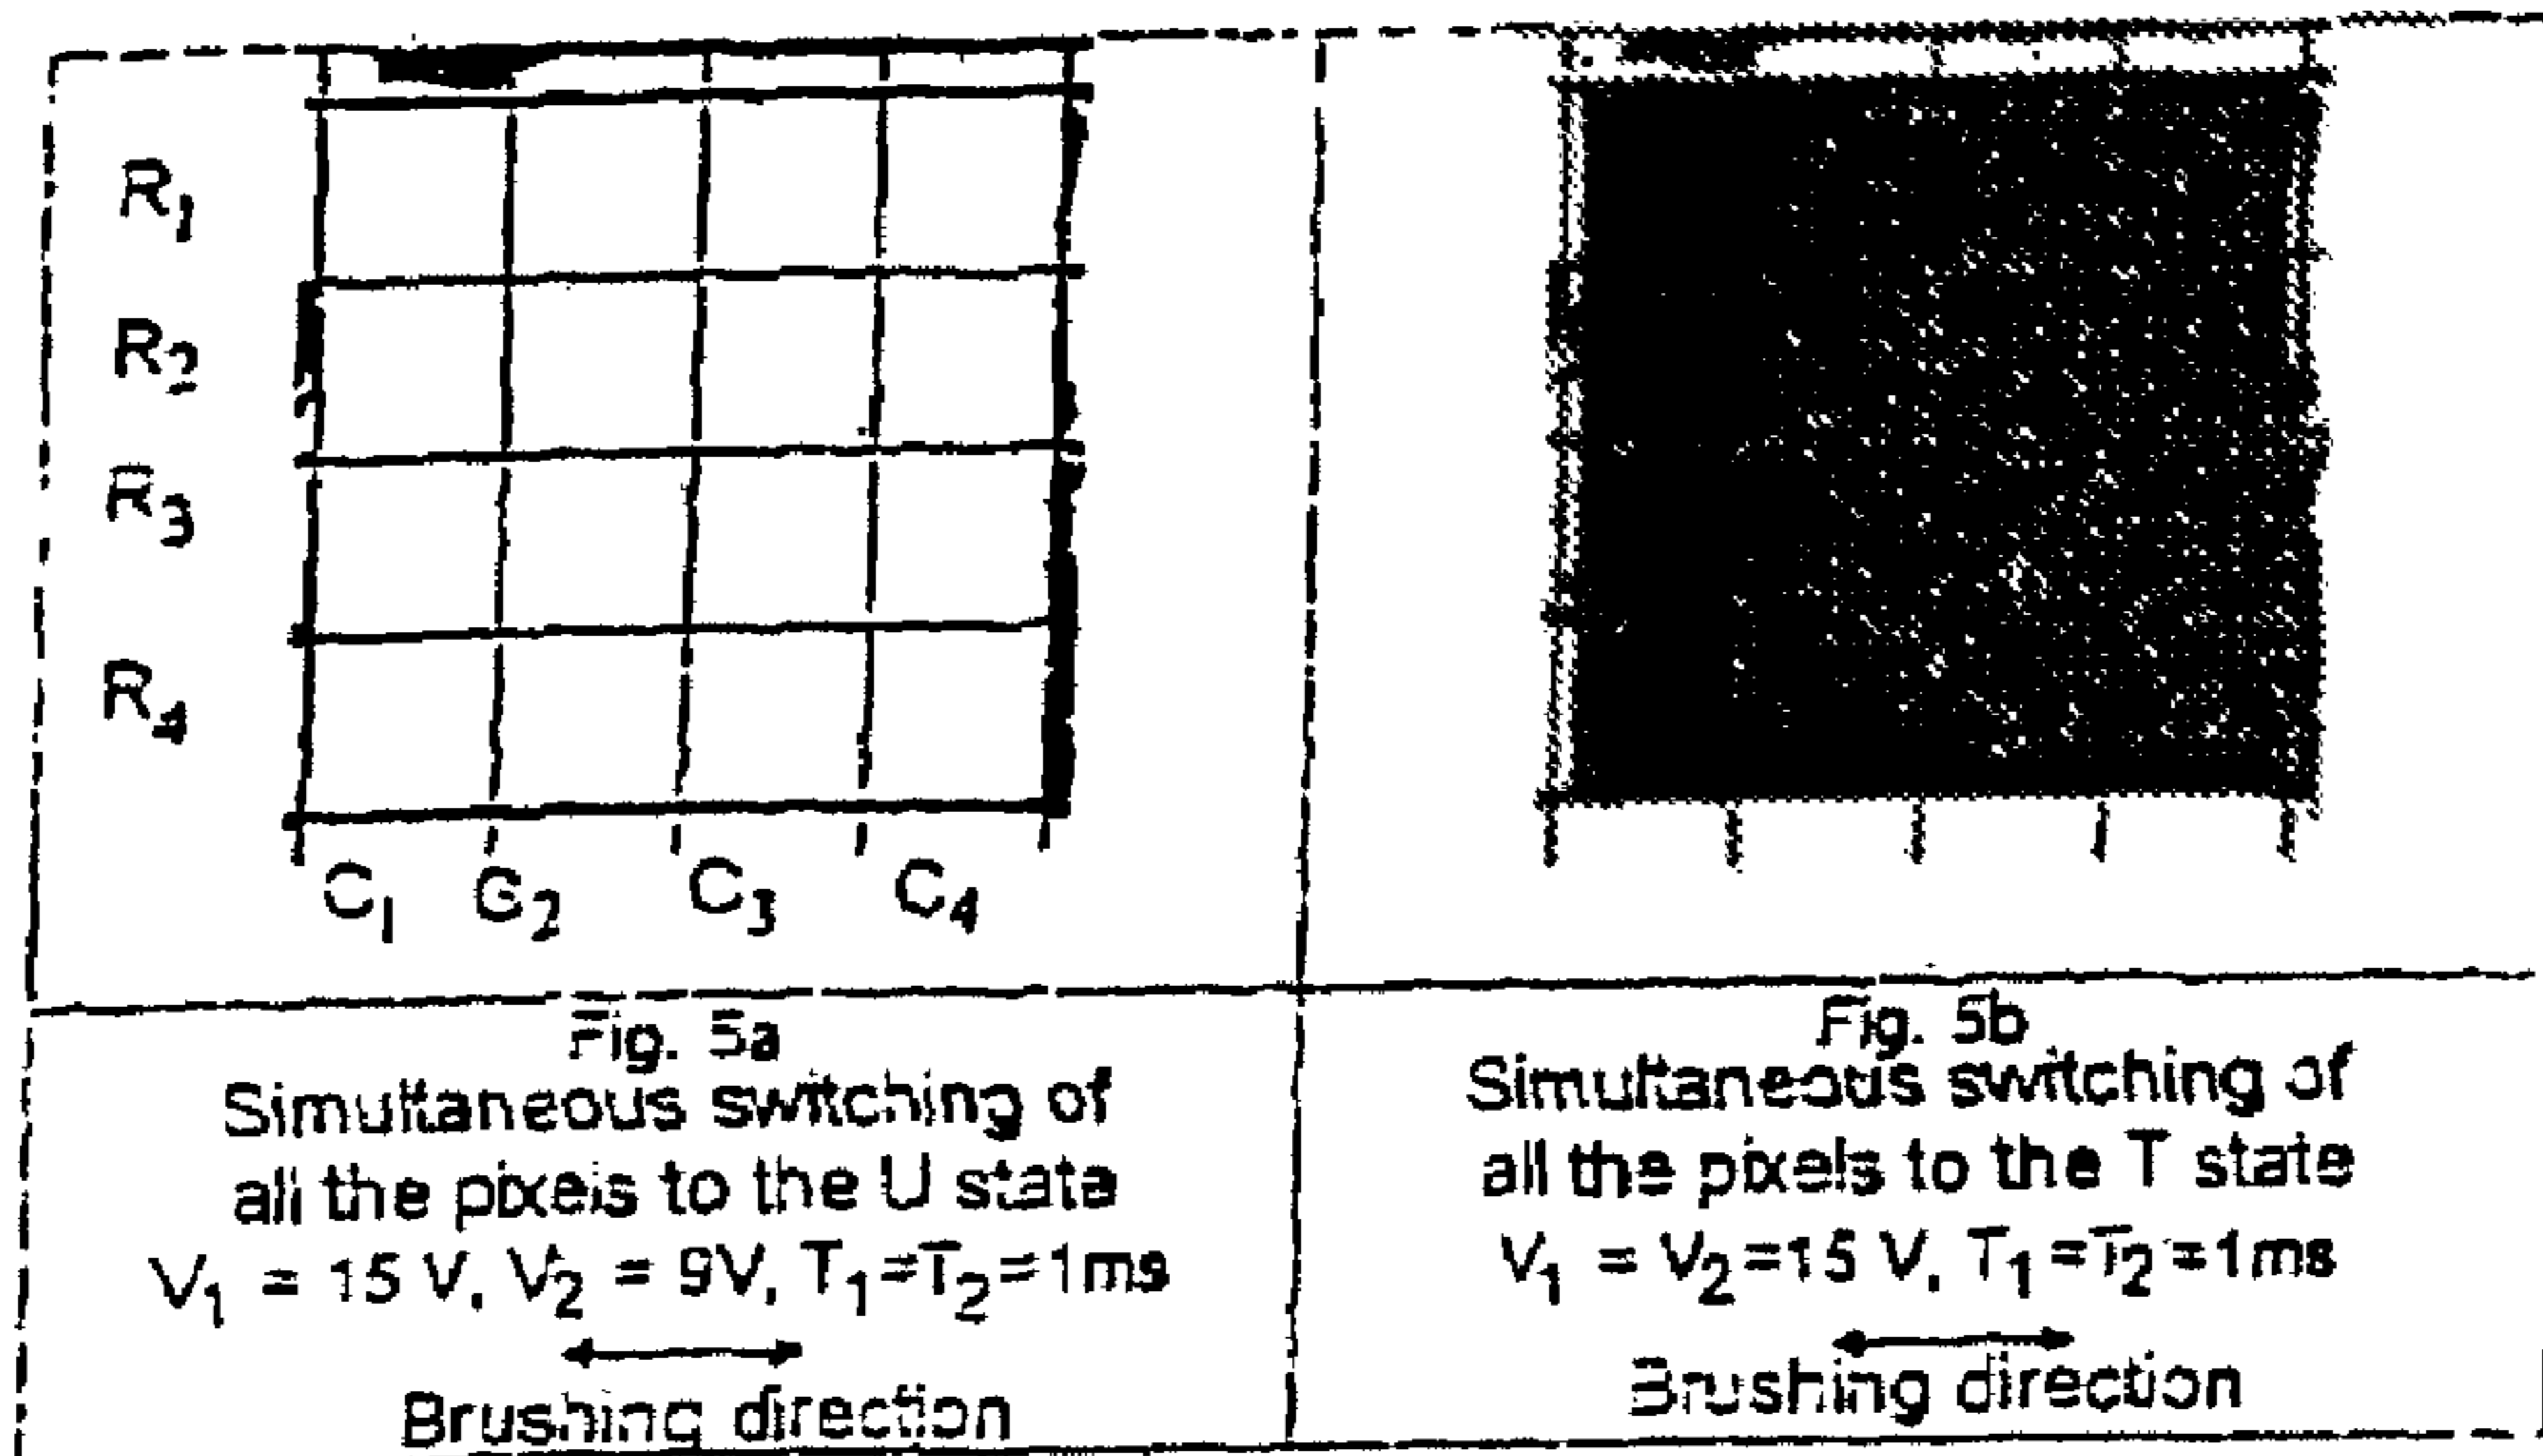 R1
R2
R3
R4
C1 C2 C3 C4
Fig. 5a
Simultaneous switching of
all the pixels to the U state
V1 = 15 V, V2 = 9V, T1=T2=1ms
Brushing direction
Fig. 5b
Simultaneous switching of
all the pixels to the T state
V1 = V2=15 V, T1=T2=1ms
Brushing direction